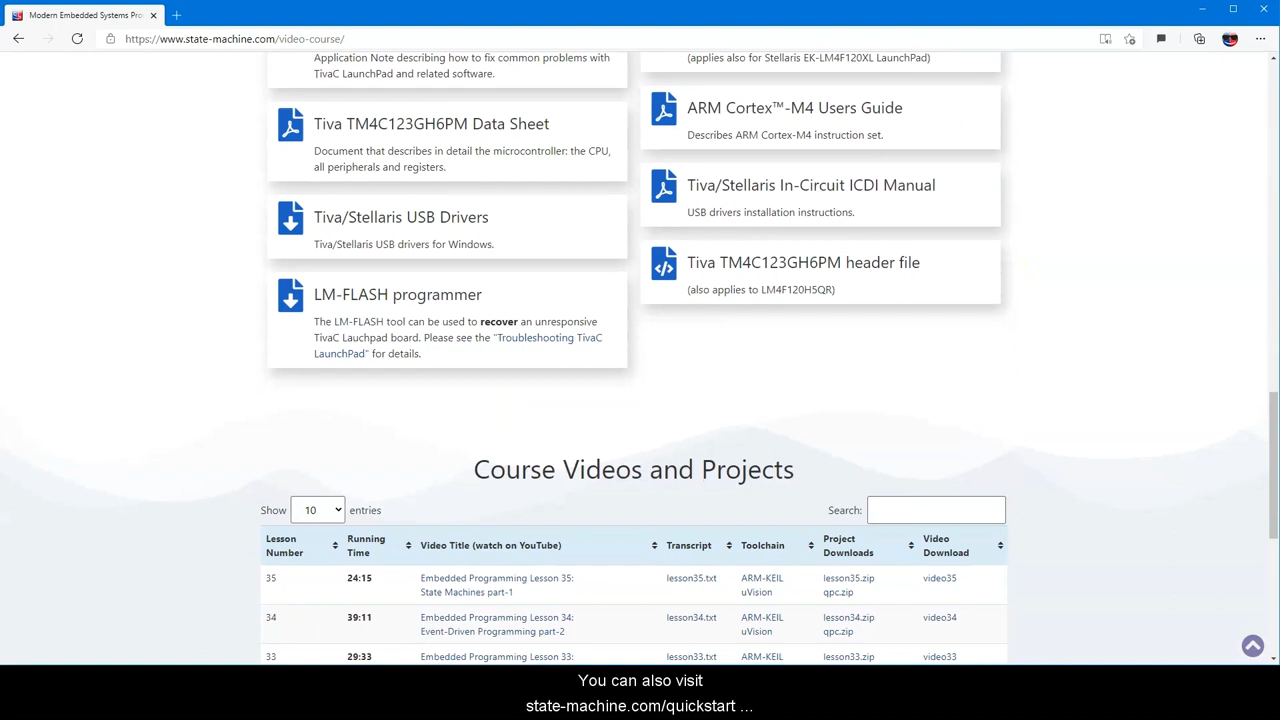 Modern Embedded Systems Pro
https://www.state-machine.com/video-course/
Application Note describing how to fix common problems with
TivaC LaunchPad and related software.
Tiva TM4C123GH6PM Data Sheet
Document that describes in detail the microcontroller: the CPU,
all peripherals and registers.
Tiva/Stellaris USB Drivers
Tiva/Stellaris USB drivers for Windows.
LM-FLASH programmer
The LM-FLASH tool can be used to recover an unresponsive
TivaC Lauchpad board. Please see the "Troubleshooting TivaC
LaunchPad" for details.
(applies also for Stellaris EK-LM4F120XL LaunchPad)
ARM Cortex™-M4 Users Guide
Describes ARM Cortex-M4 instruction set.
Tiva/Stellaris In-Circuit ICDI Manual
USB drivers installation instructions.
Tiva TM4C123GH6PM header file
(also applies to LM4F120H5QR)
Course Videos and Projects
Show 10 entries Search:
Lesson Number Running Time Video Title (watch on YouTube) Transcript Toolchain Project Downloads Video Download
35 24:15 Embedded Programming Lesson 35: lesson35.txt ARM-KEIL lesson35.zip video35
State Machines part-1 uVision qpc.zip
34 39:11 Embedded Programming Lesson 34: lesson34.txt ARM-KEIL lesson34.zip video34
Event-Driven Programming part-2 uVision qpc.zip
33 29:33 Embedded Programming Lesson 33: lesson33.txt ARM-KEIL lesson33.zip video33
You can also visit
state-machine.com/quickstart ...